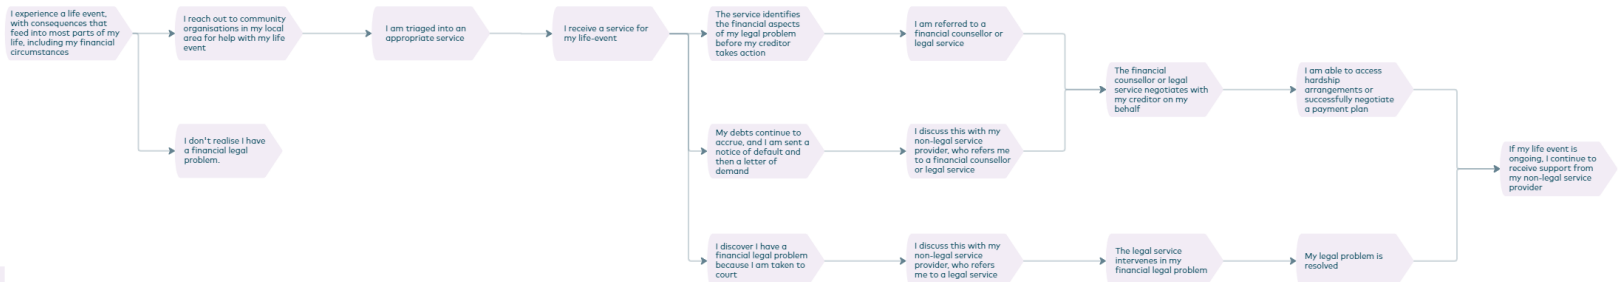 I experience a life event,
with consequences that
feed into most parts of my
life, including my financial
circumstances
I reach out to community
organisations in my local
area for help with my life
event
I am triaged into an
appropriate service
I receive a service for
my life-event
The service identifies
the financial aspects
of my legal problem
before my creditor
takes action
I am referred to a
financial counsellor or
legal service
The financial
counsellor or legal
service negotiates with
my creditor on my
behalf
I am able to access
hardship
arrangements or
successfully negotiate
a payment plan
I don't realise I have
a financial legal
problem.
My debts continue to
accrue, and I am sent a
notice of default and
then a letter of
demand
I discuss this with my
non-legal service
provider, who refers me
to a financial counsellor
or legal service
If my life event is
ongoing, I continue to
receive support from
my non-legal service
provider
I discover I have a
financial legal problem
because I am taken to
court
I discuss this with my
non-legal service
provider, who refers
me to a legal service
The legal service
intervenes in my
financial legal problem
My legal problem is
resolved